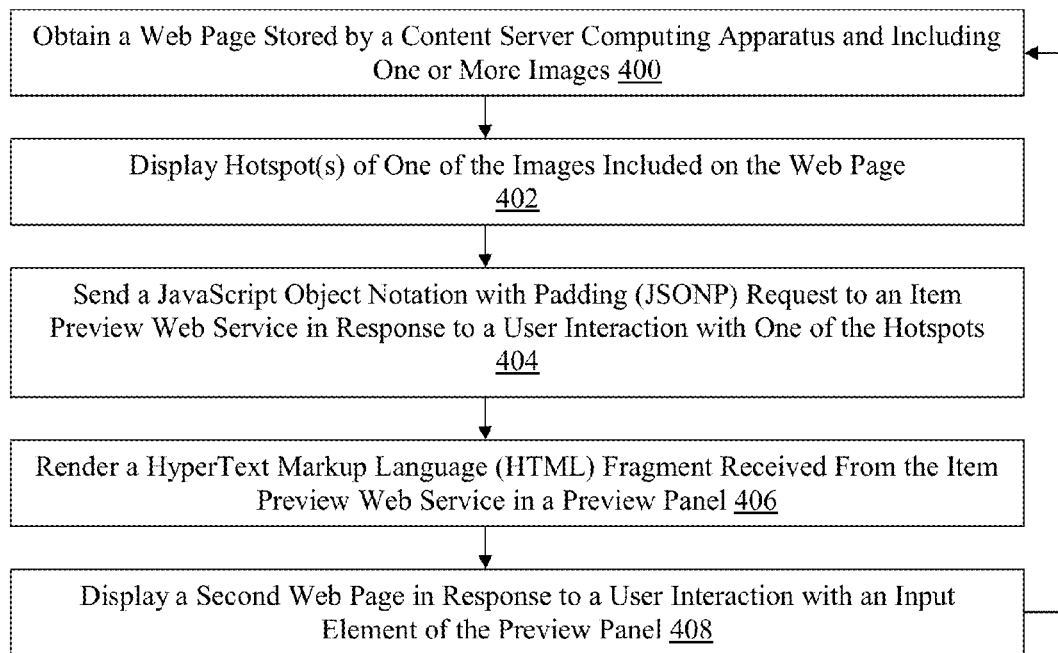 Obtain a Web Page Stored by a Content Server Computing Apparatus and Including
One or More Images 400
Display Hotspot(s) of One of the Images Included on the Web Page
402
Send a JavaScript Object Notation with Padding (JSONP) Request to an Item
Preview Web Service in Response to a User Interaction with One of the Hotspots
404
Render a HyperText Markup Language (HTML) Fragment Received From the Item
Preview Web Service in a Preview Panel 406
Display a Second Web Page in Response to a User Interaction with an Input
Element of the Preview Panel 408